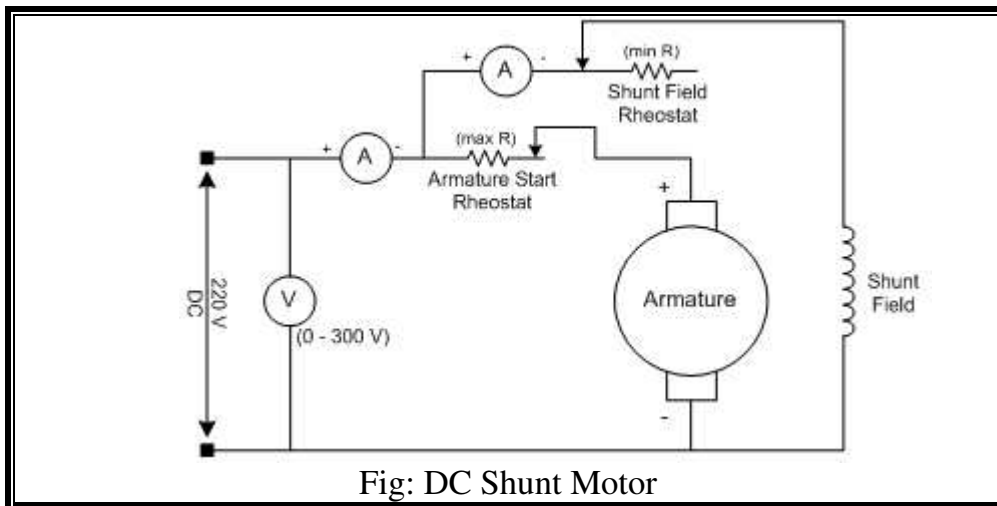 (min R)
+ A -
Shunt Field
Rheostat
(max R)
+ A -
Armature Start
Rheostat
+
220 V
DC
V
(0 - 300 V)
Armature
Shunt
Field
-
Fig: DC Shunt Motor